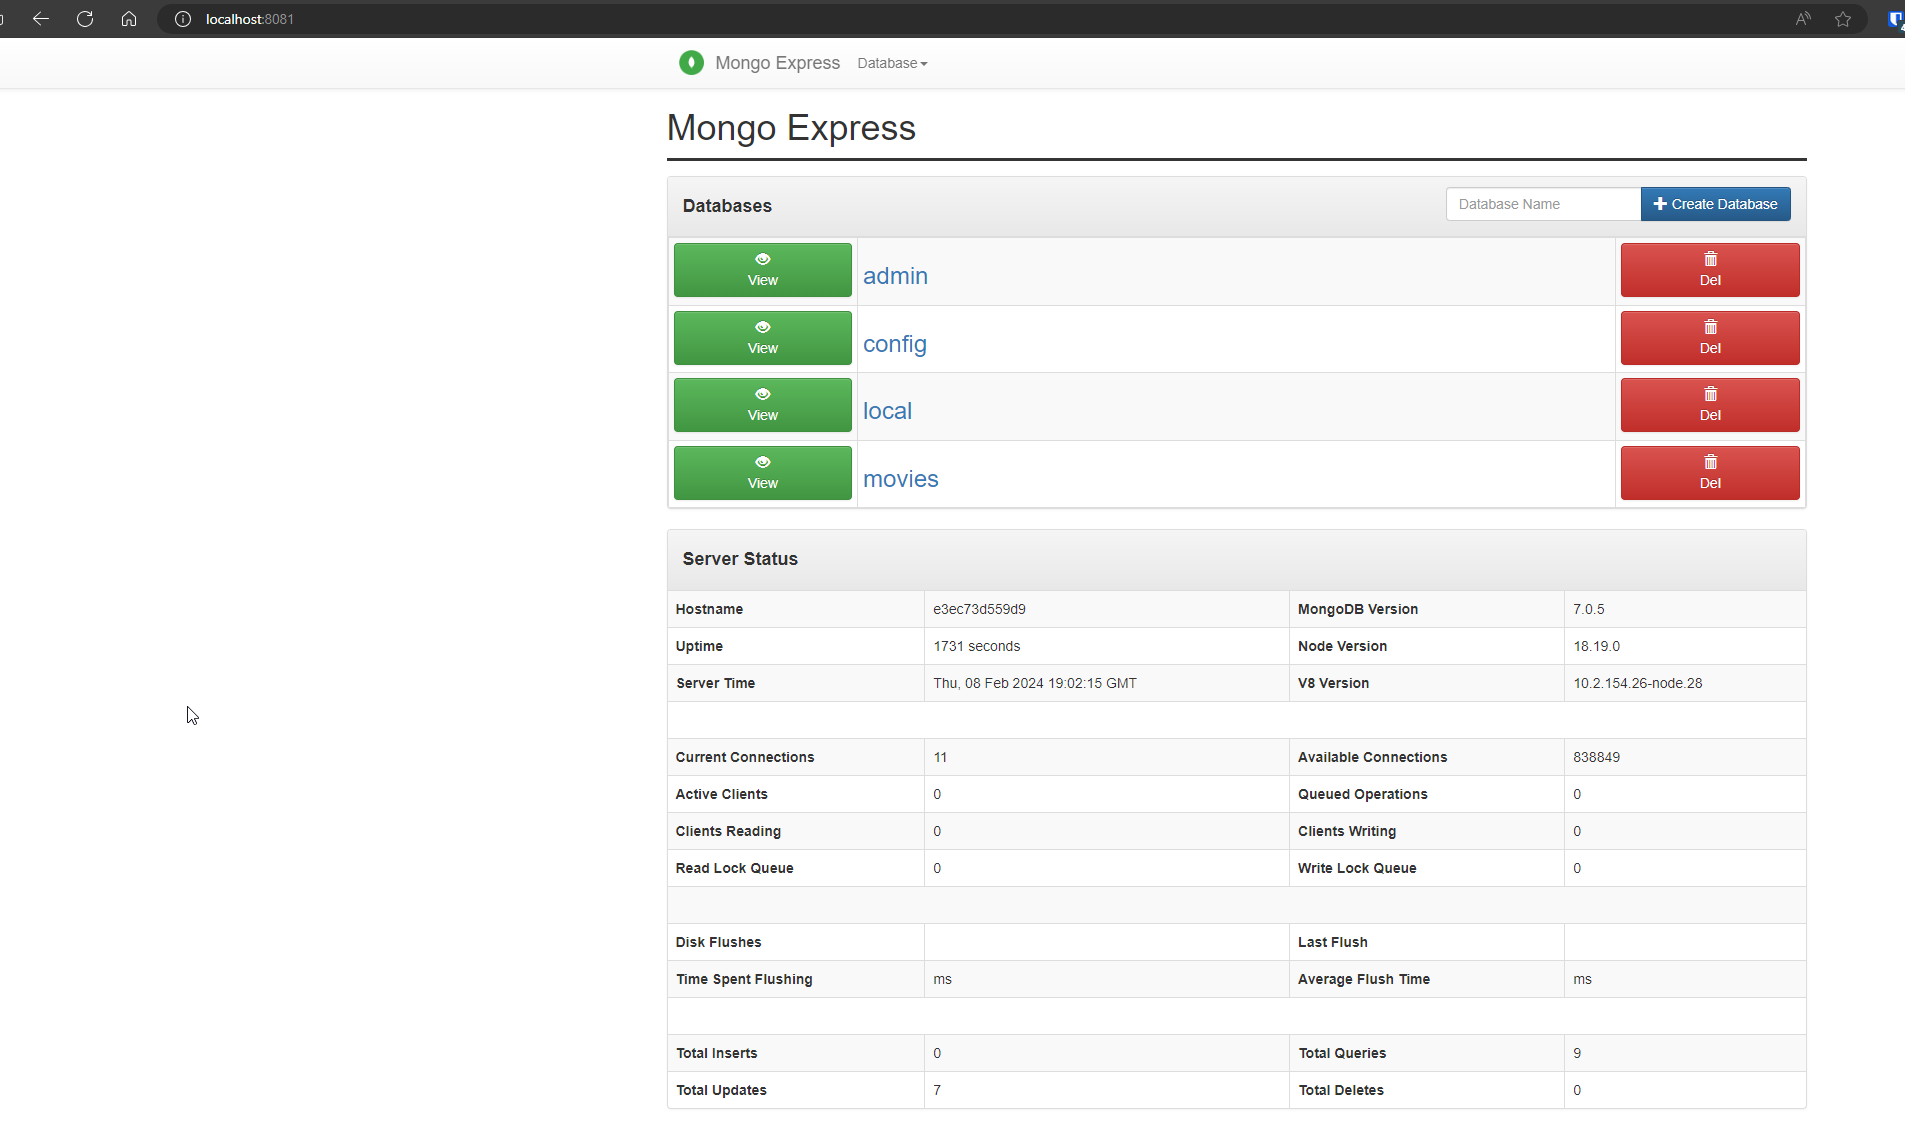 localhost:8081
Mongo Express Database
Mongo Express
Databases Database Name Create Database
View admin Del
View config Del
View local Del
View movies Del
Server Status
Hostname e3ec73d559d9 MongoDB Version 7.0.5
Uptime 1731 seconds Node Version 18.19.0
Server Time Thu, 08 Feb 2024 19:02:15 GMT V8 Version 10.2.154.26-node.28
Current Connections 11 Available Connections 838849
Active Clients 0 Queued Operations 0
Clients Reading 0 Clients Writing 0
Read Lock Queue 0 Write Lock Queue 0
Disk Flushes Last Flush
Time Spent Flushing ms Average Flush Time ms
Total Inserts 0 Total Queries 9
Total Updates 7 Total Deletes 0